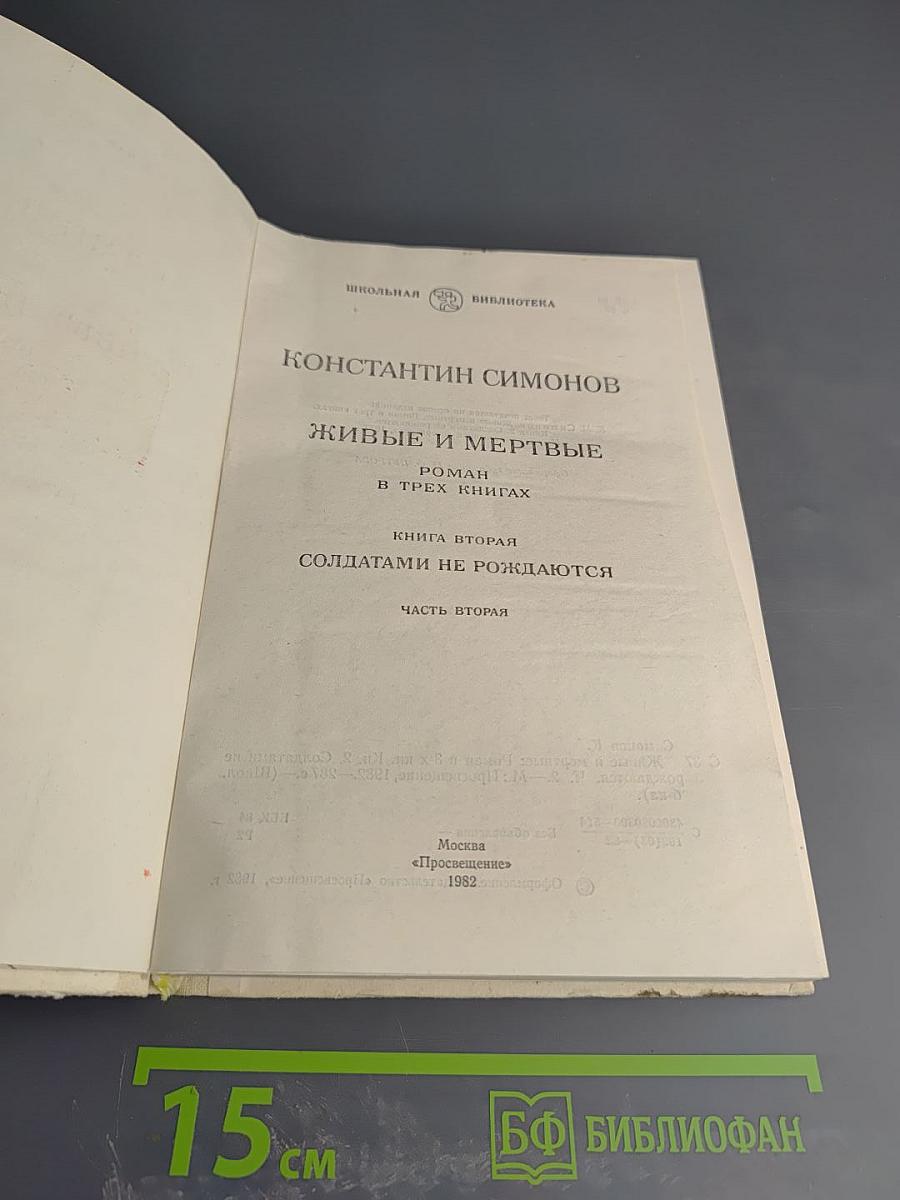 ШКОЛЬНАЯ БИБЛИОТЕКА
КОНСТАНТИН СИМОНОВ
ЖИВЫЕ И МЕРТВЫЕ
РОМАН
В ТРЕХ КНИГАХ
КНИГА ВТОРАЯ
СОЛДАТАМИ НЕ РОЖДАЮТСЯ
ЧАСТЬ ВТОРАЯ
Москва
«Просвещение»
1982
15 см
БФ БИБЛИОФАН